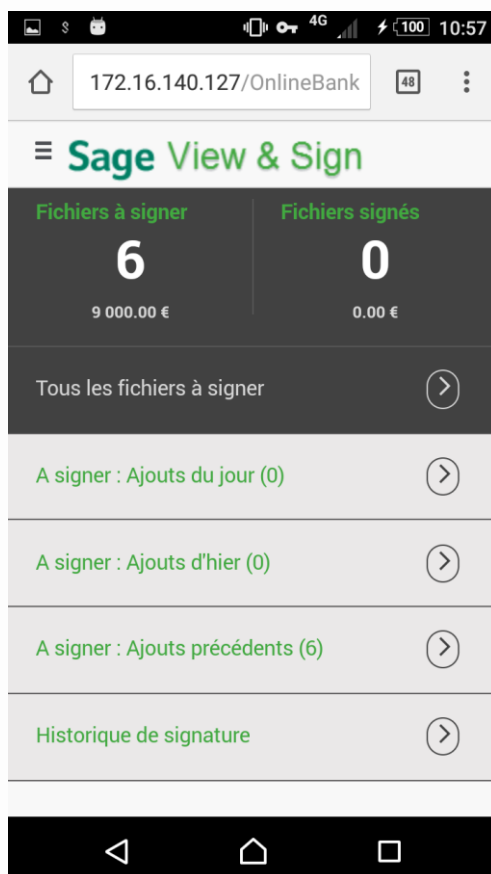 4G 100 10:57
172.16.140.127/OnlineBank 48
Sage View & Sign
Fichiers à signer Fichiers signés
6 0
9 000.00 € 0.00 €
Tous les fichiers à signer
A signer : Ajouts du jour (0)
A signer : Ajouts d'hier (0)
A signer : Ajouts précédents (6)
Historique de signature